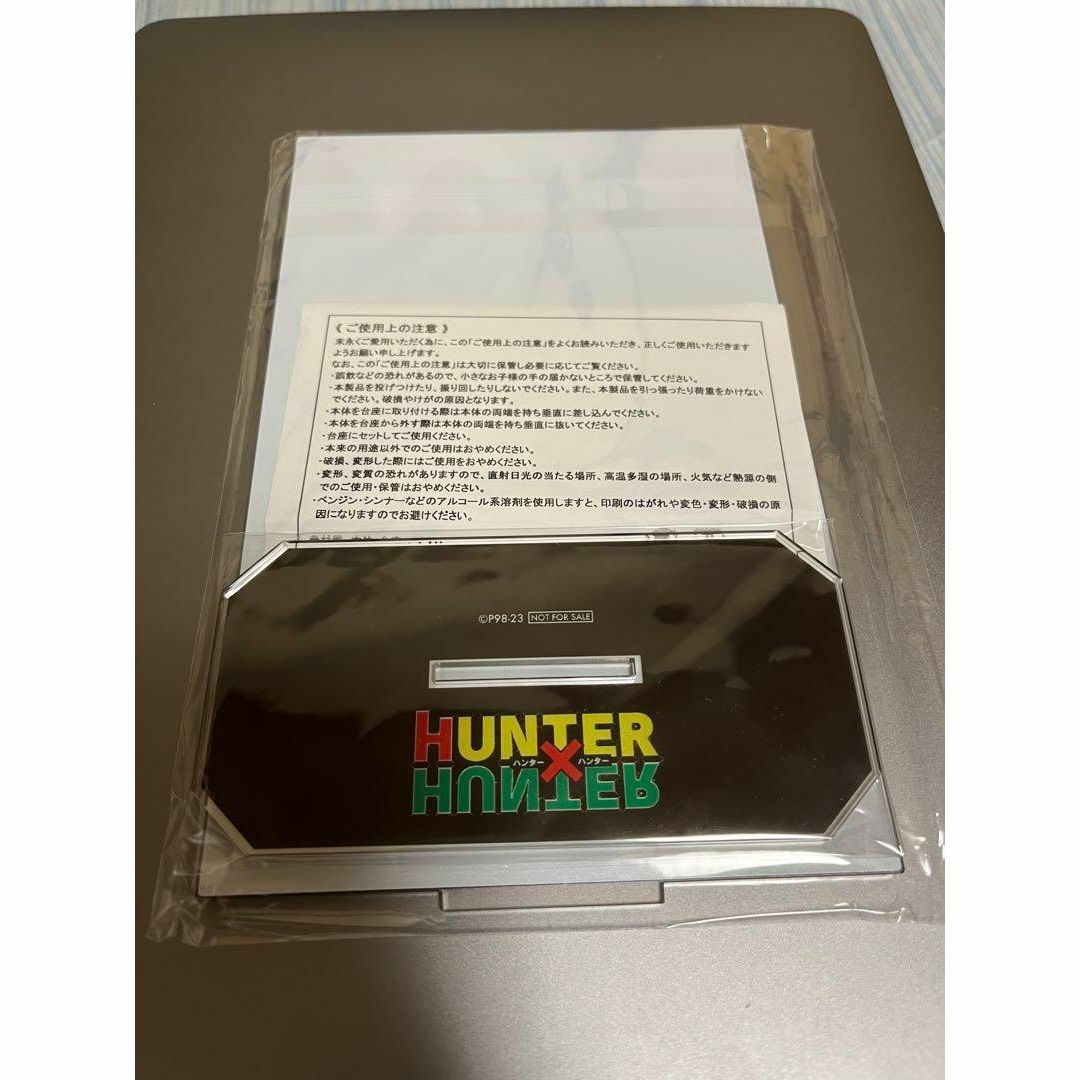 《 ご使用上の注意 》
末永くご愛用いただく為に、この「ご使用上の注意」をよくお読みいただき、正しくご使用いただきます
ようお願い申し上げます。
なお、この「ご使用上の注意」は大切に保管し必要に応じてご覧ください。
・誤飲などの恐れがあるので、小さなお子様の手の届かないところで保管してください。
・本製品を投げつけたり、振り回したりしないでください。また、本製品を引っ張ったり荷重をかけない
でください。破損やけがの原因となります。
・本体を台座に取り付ける際は本体の両端を持ち垂直に差し込んでください。
・本体を台座から外す際は本体の両端を持ち垂直に抜いてください。
・台座にセットしてご使用ください。
・本来の用途以外でのご使用はおやめください。
・破損、変形した際にはご使用をおやめください。
・変形、変質の恐れがありますので、直射日光の当たる場所、高温多湿の場所、火気など熱源の側
でのご使用・保管はおやめください。
・ベンジン・シンナーなどのアルコール系溶剤を使用しますと、印刷のはがれや変色・変形・破損の原
因になりますのでお避けください。
©P98-23 NOT FOR SALE
HUNTER
ハンター×ハンター
HUNTER